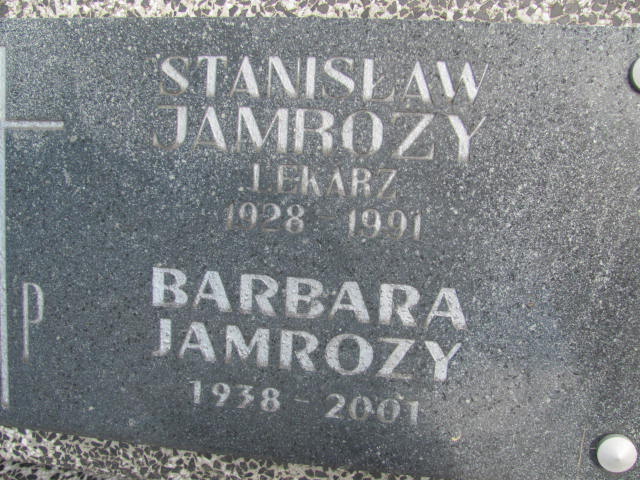 STANISŁAW
JAMROZY
LEKARZ
1928 - 1991
P
BARBARA
JAMROZY
1938 - 2001